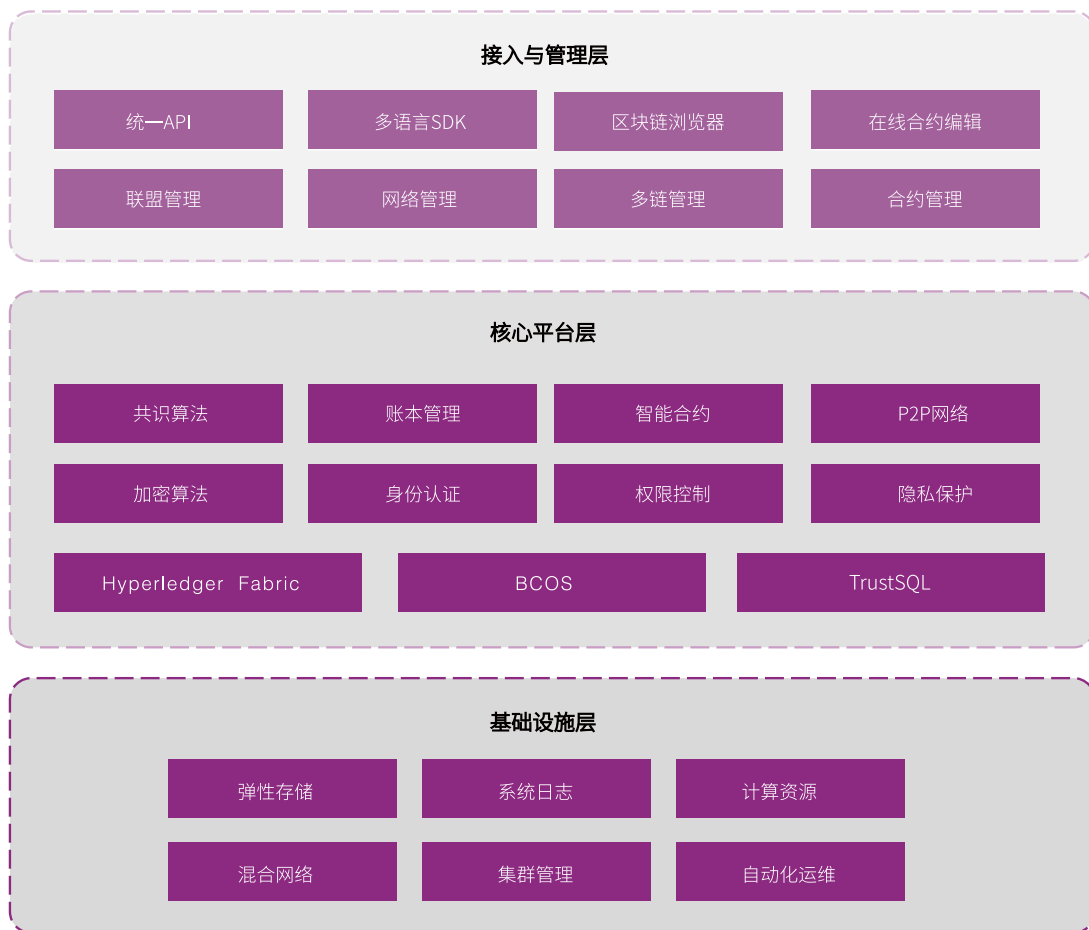 接入与管理层
统一API
多语言SDK
区块链浏览器
在线合约编辑
联盟管理
网络管理
多链管理
合约管理
核心平台层
共识算法
账本管理
智能合约
P2P网络
加密算法
身份认证
权限控制
隐私保护
Hyperledger Fabric
BCOS
TrustSQL
基础设施层
弹性存储
系统日志
计算资源
混合网络
集群管理
自动化运维